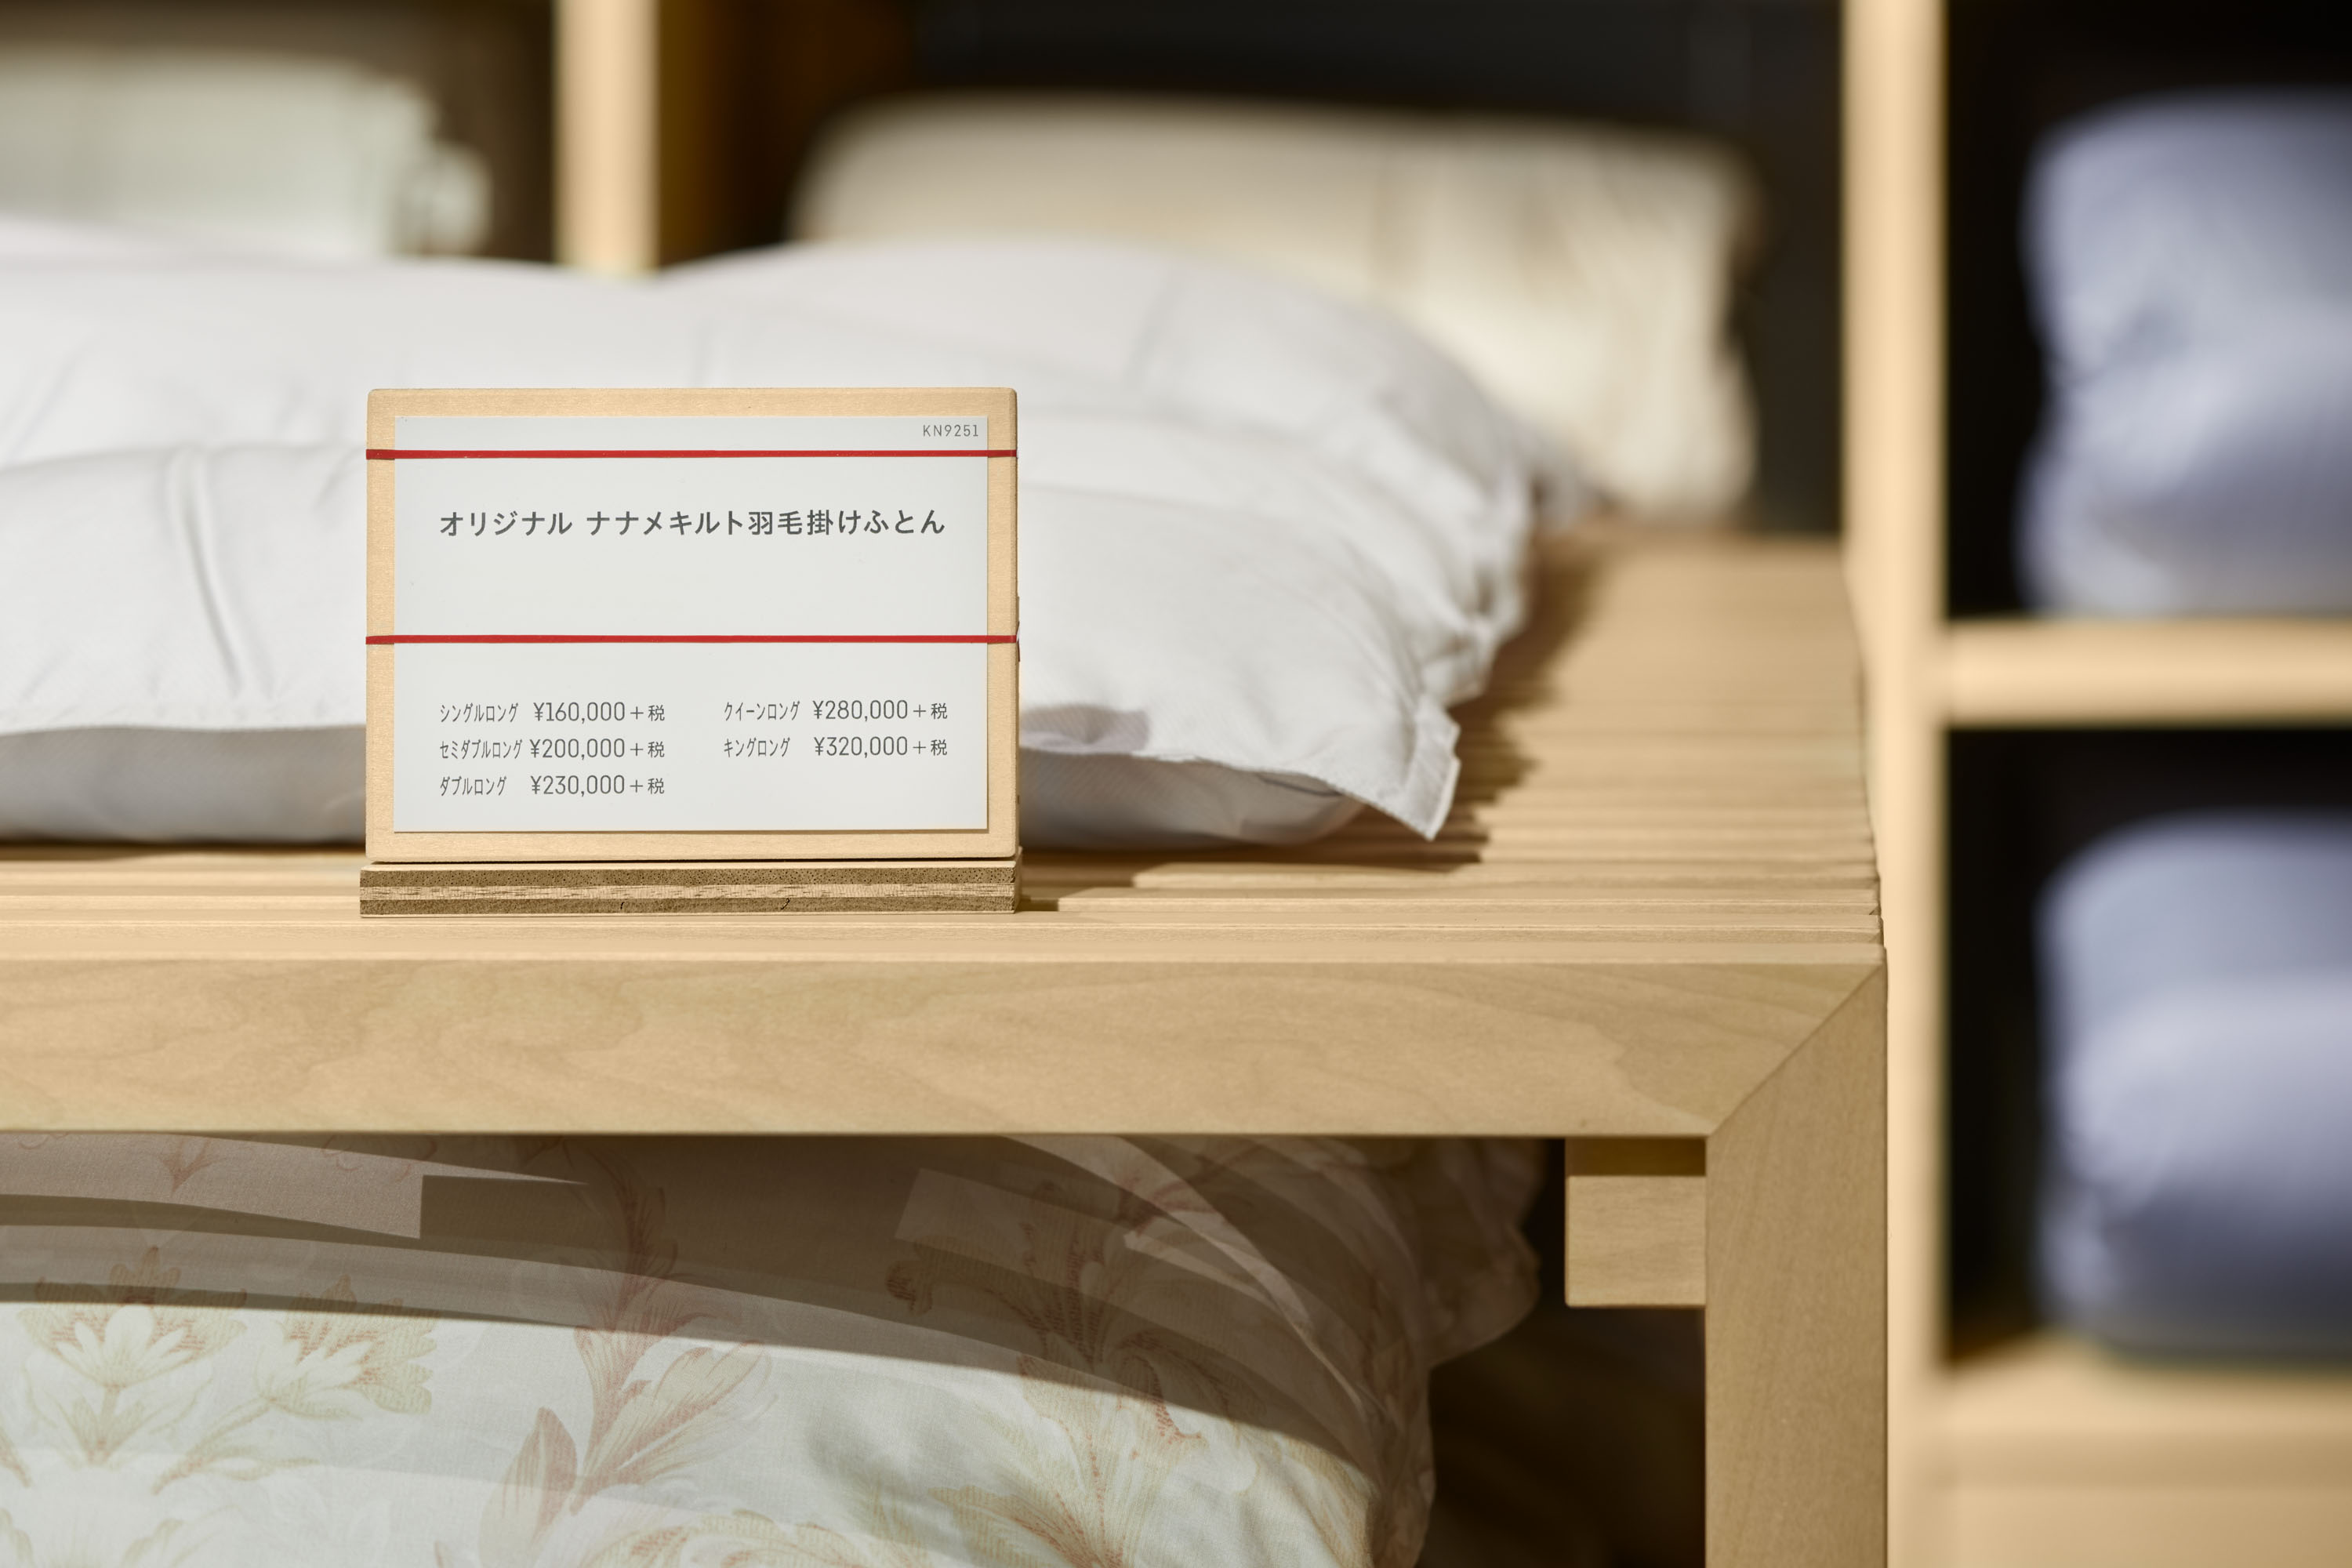 KN9251
オリジナル ナナメキルト羽毛掛けふとん
シングルロング ¥160,000+税
セミダブルロング ¥200,000+税
ダブルロング ¥230,000+税
クイーンロング ¥280,000+税
キングロング ¥320,000+税